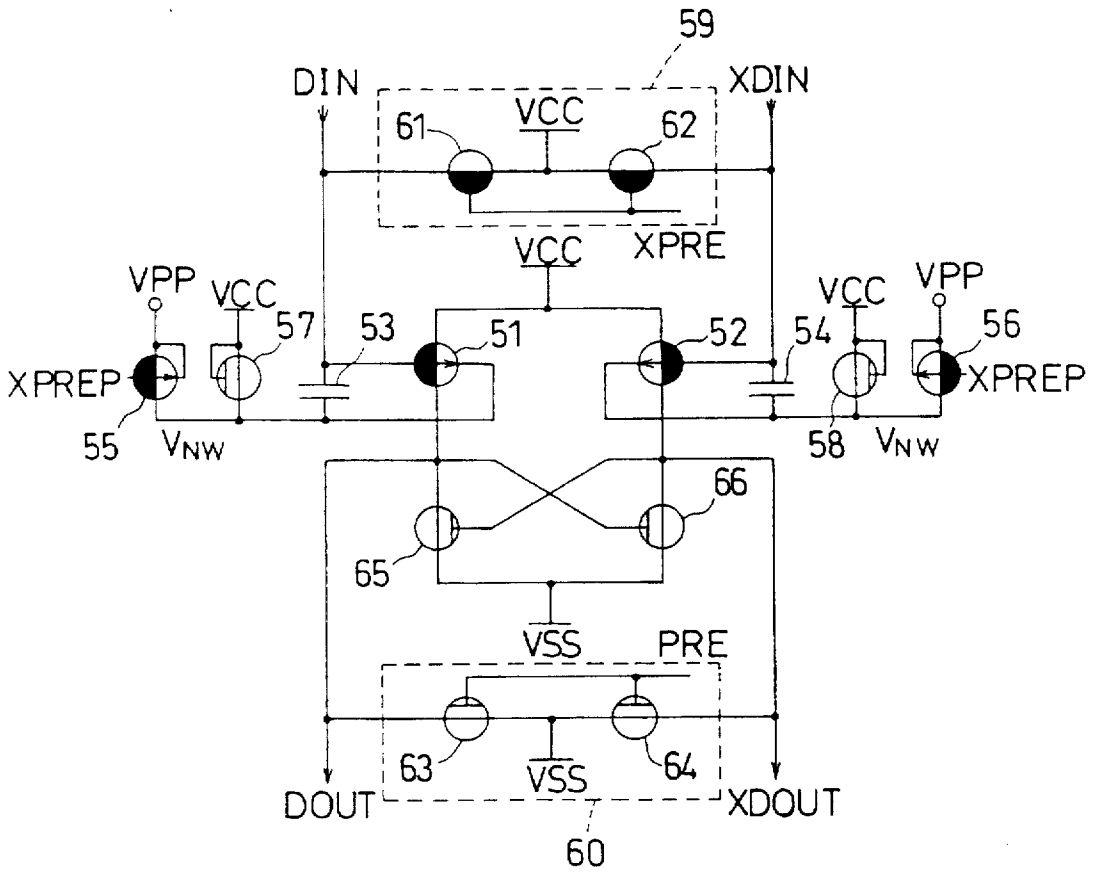 59
DIN
XDIN
61
VCC
62
XPRE
VCC
VPP
VCC
57
53
51
52
54
VCC
VPP
56
XPREP
XPREP
55
VNW
58
VNW
65
66
VSS
PRE
63
VSS
64
DOUT
XDOUT
60